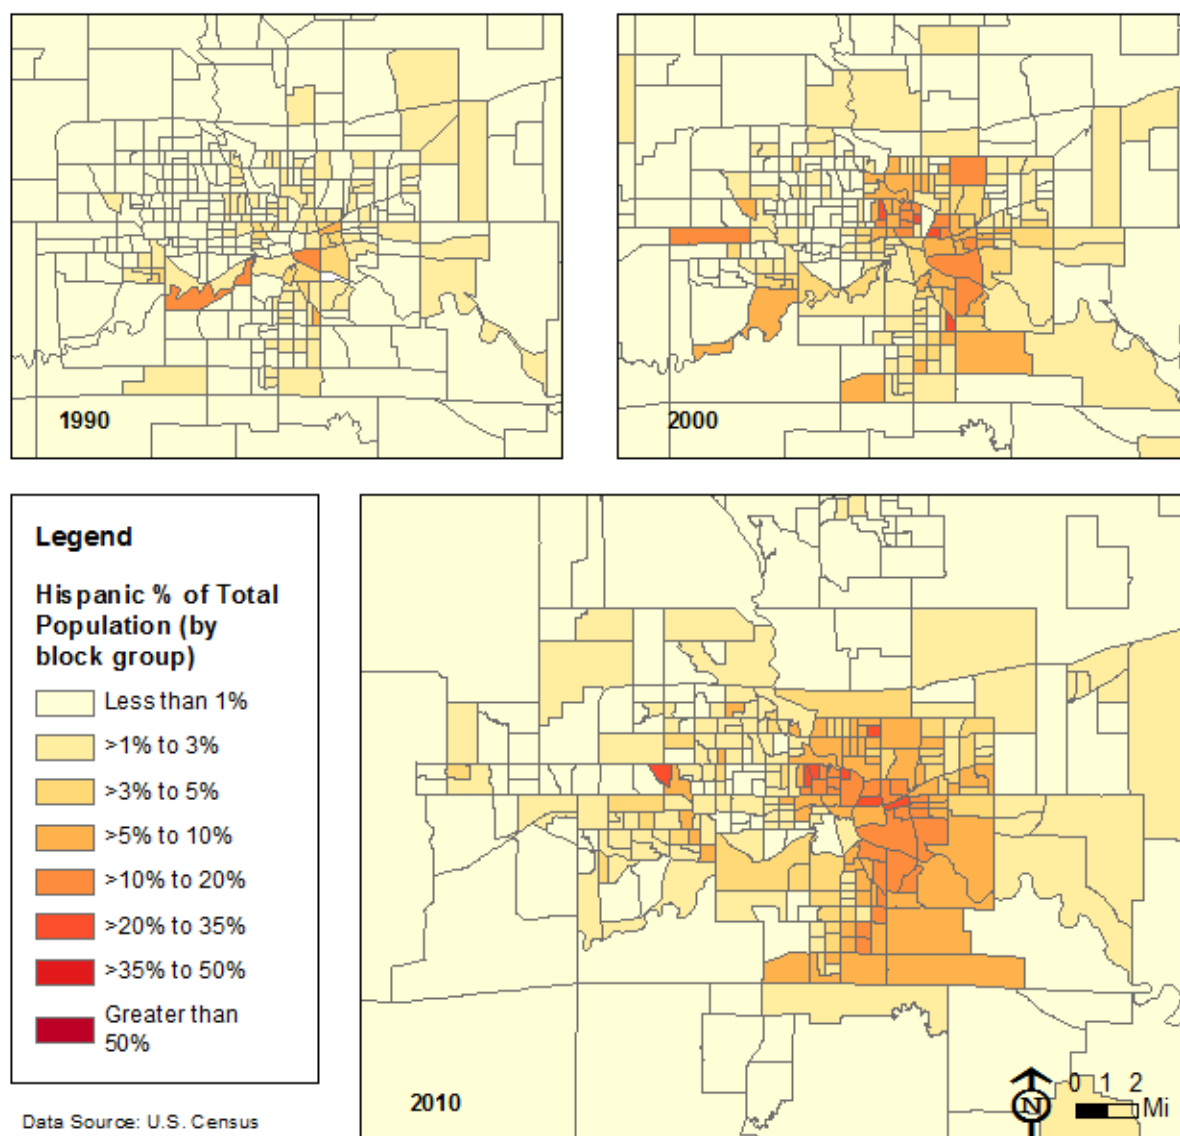 1990
2000
Legend
Hispanic % of Total
Population (by
block group)
Less than 1%
>1% to 3%
>3% to 5%
>5% to 10%
>10% to 20%
>20% to 35%
>35% to 50%
Greater than
50%
Data Source: U.S. Census
2010
N
0 1 2
Mi